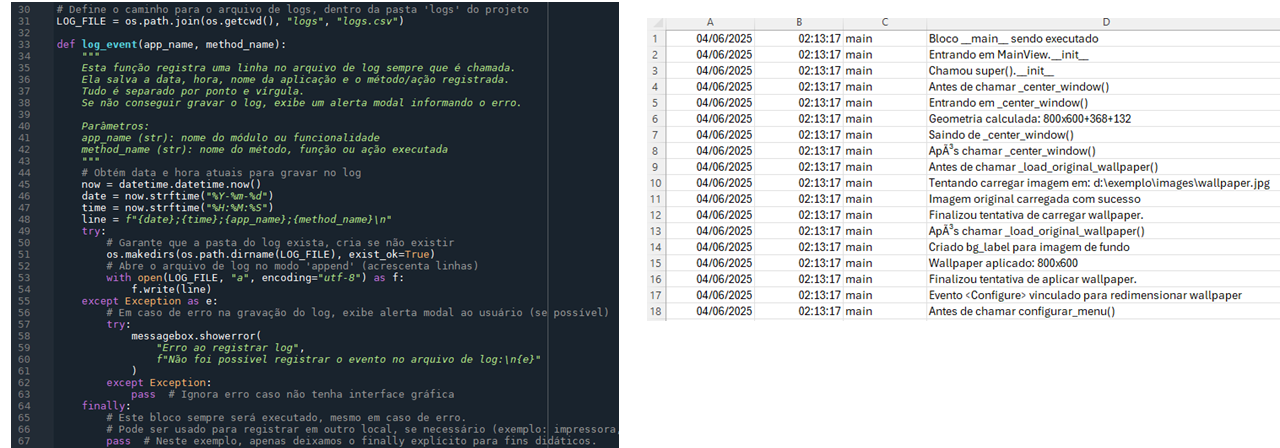 30 # Define o caminho para o arquivo de logs, dentro da pasta 'logs' do projeto
31 LOG_FILE = os.path.join(os.getcwd(), "logs", "logs.csv")
32
33 def log_event(app_name, method_name):
34 """
35 Esta função registra uma linha no arquivo de log sempre que é chamada.
36 Ela salva a data, hora, nome da aplicação e o método/ação registrada.
37 Tudo é separado por ponto e vírgula.
38 Se não conseguir gravar o log, exibe um alerta modal informando o erro.
39
40 Parâmetros:
41 app_name (str): nome do módulo ou funcionalidade
42 method_name (str): nome do método, função ou ação executada
43 """
44 # Obtém data e hora atuais para gravar no log
45 now = datetime.datetime.now()
46 date = now.strftime("%Y-%m-%d")
47 time = now.strftime("%H:%M:%S")
48 line = f"{date};{time};{app_name};{method_name}\n"
49 try:
50 # Garante que a pasta do log exista, cria se não existir
51 os.makedirs(os.path.dirname(LOG_FILE), exist_ok=True)
52 # Abre o arquivo de log no modo 'append' (acrescenta linhas)
53 with open(LOG_FILE, "a", encoding="utf-8") as f:
54 f.write(line)
55 except Exception as e:
56 # Em caso de erro na gravação do log, exibe alerta modal ao usuário (se possível)
57 try:
58 messagebox.showerror(
59 "Erro ao registrar log",
60 f"Não foi possível registrar o evento no arquivo de log:\n{e}"
61 )
62 except Exception:
63 pass # Ignora erro caso não tenha interface gráfica
64 finally:
65 # Este bloco sempre será executado, mesmo em caso de erro.
66 # Pode ser usado para registrar em outro local, se necessário (exemplo: impressora,
67 pass # Neste exemplo, apenas deixamos o finally explícito para fins didáticos.
A B C D
1 04/06/2025 02:13:17 main Bloco __main__ sendo executado
2 04/06/2025 02:13:17 main Entrando em MainView.__init__
3 04/06/2025 02:13:17 main Chamou super().__init__
4 04/06/2025 02:13:17 main Antes de chamar _center_window()
5 04/06/2025 02:13:17 main Entrando em _center_window()
6 04/06/2025 02:13:17 main Geometria calculada: 800x600+368+132
7 04/06/2025 02:13:17 main Saindo de _center_window()
8 04/06/2025 02:13:17 main ApÃ³s chamar _center_window()
9 04/06/2025 02:13:17 main Antes de chamar _load_original_wallpaper()
10 04/06/2025 02:13:17 main Tentando carregar imagem em: d:\exemplo\images\wallpaper.jpg
11 04/06/2025 02:13:17 main Imagem original carregada com sucesso
12 04/06/2025 02:13:17 main Finalizou tentativa de carregar wallpaper.
13 04/06/2025 02:13:17 main ApÃ³s chamar _load_original_wallpaper()
14 04/06/2025 02:13:17 main Criado bg_label para imagem de fundo
15 04/06/2025 02:13:17 main Wallpaper aplicado: 800x600
16 04/06/2025 02:13:17 main Finalizou tentativa de aplicar wallpaper.
17 04/06/2025 02:13:17 main Evento <Configure> vinculado para redimensionar wallpaper
18 04/06/2025 02:13:17 main Antes de chamar configurar_menu()